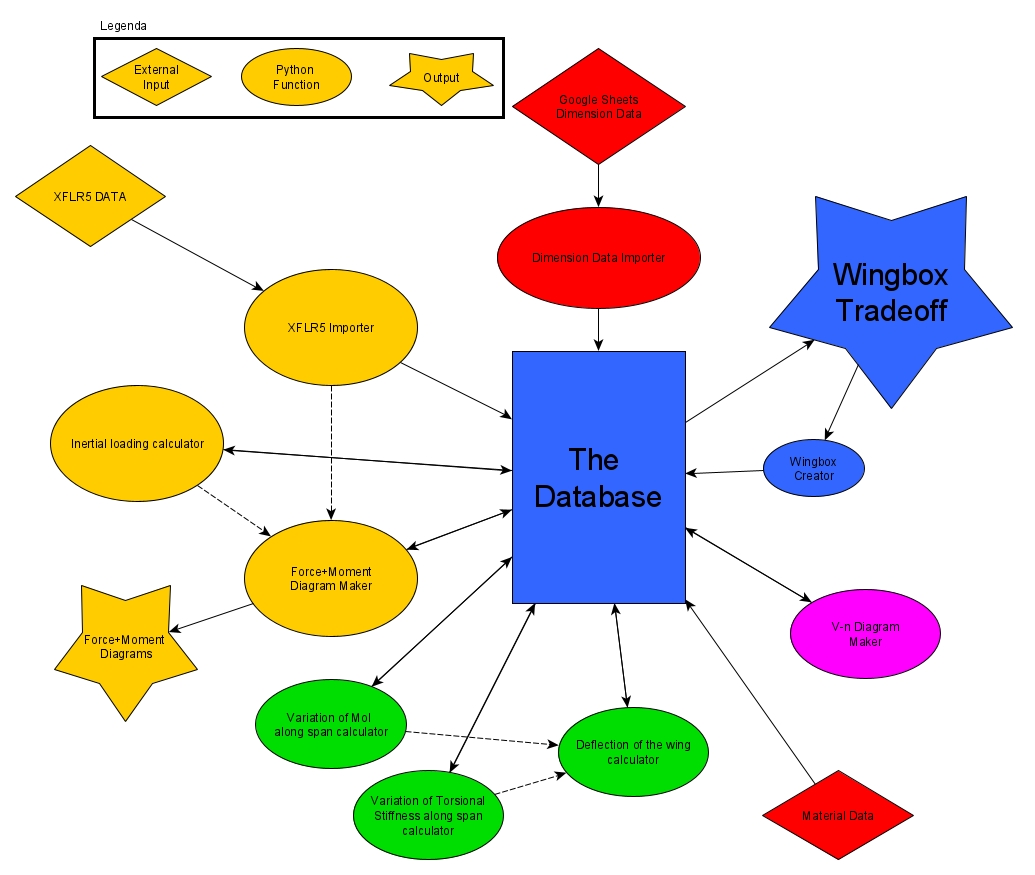 Legenda
External
Input
Python
Function
Output
Google Sheets
Dimension Data
XFLR5 DATA
Dimension Data Importer
Wingbox
Tradeoff
XFLR5 Importer
Inertial loading calculator
The
Database
Wingbox
Creator
Force+Moment
Diagram Maker
Force+Moment
Diagrams
V-n Diagram
Maker
Variation of MoI
along span calculator
Deflection of the wing
calculator
Variation of Torsional
Stiffness along span
calculator
Material Data